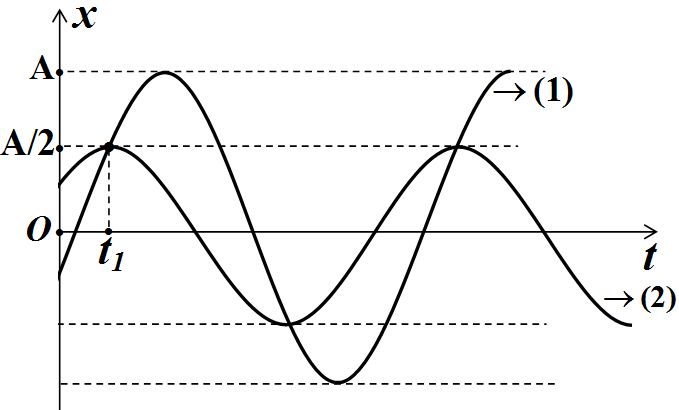 x
A
→ (1)
A/2
O
t₁
t
→ (2)